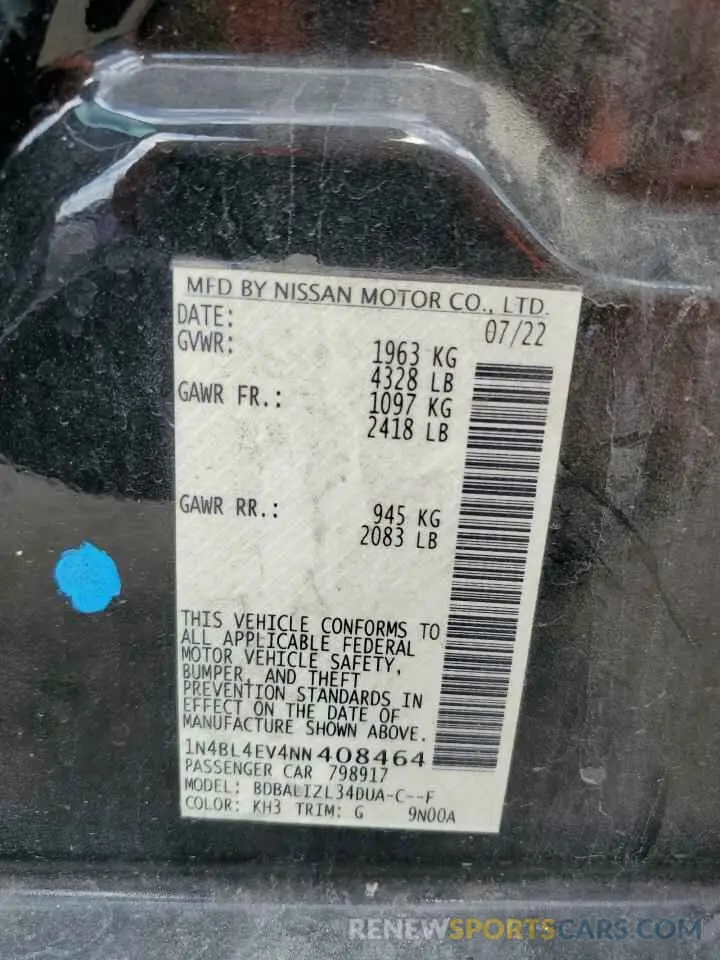 MFD BY NISSAN MOTOR CO., LTD.
DATE: 07/22
GVWR: 1963 KG
4328 LB
GAWR FR.: 1097 KG
2418 LB
GAWR RR.: 945 KG
2083 LB
THIS VEHICLE CONFORMS TO
ALL APPLICABLE FEDERAL
MOTOR VEHICLE SAFETY,
BUMPER, AND THEFT
PREVENTION STANDARDS IN
EFFECT ON THE DATE OF
MANUFACTURE SHOWN ABOVE.
1N4BL4EV4NN408464
PASSENGER CAR 798917
MODEL: BDBALIZL34DUA-C--F
COLOR: KH3 TRIM: G 9N00A
RENEWSPORTSCARS.COM